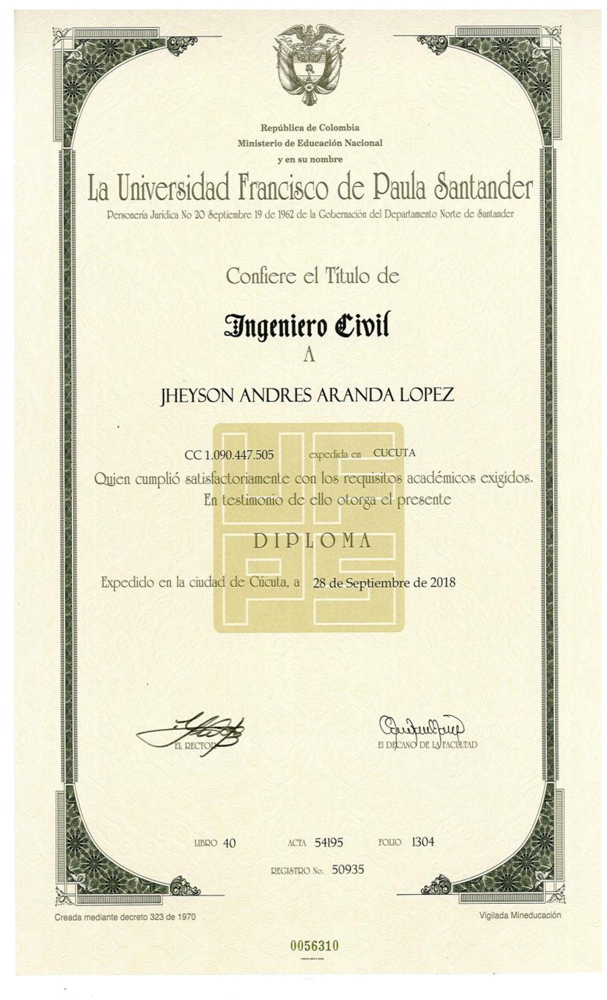 República de Colombia
Ministerio de Educación Nacional
y en su nombre
La Universidad Francisco de Paula Santander
Personería Jurídica No 20 Septiembre 19 de 1962 de la Gobernación del Departamento Norte de Santander
Confiere el Título de
Ingeniero Civil
A
JHEYSON ANDRES ARANDA LOPEZ
CC 1.090.447.505 expedida en CUCUTA
Quien cumplió satisfactoriamente con los requisitos académicos exigidos.
En testimonio de ello otorga el presente
UF
DIPLOMA
PS
Expedido en la ciudad de Cúcuta, a 28 de Septiembre de 2018
EL RECTOR
El DECANO DE LA FACULTAD
LIBRO 40 ACTA 54195 FOLIO 1304
REGISTRO No. 50935
Creada mediante decreto 323 de 1970
Vigilada Mineducación
0056310